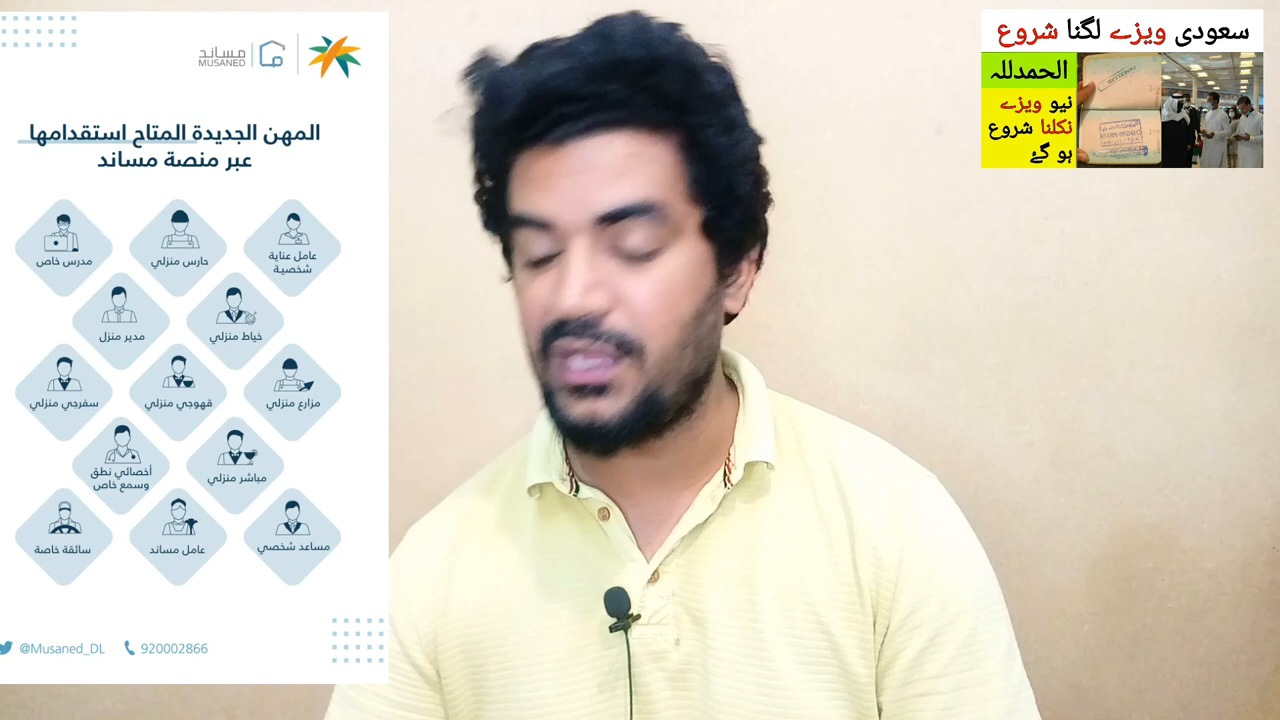 مساند
MUSANED
المهن الجديدة المتاح استقدامها
عبر منصة مساند
مدرس خاص
حارس منزلي
عامل عناية
شخصية
مدير منزل
خياط منزلي
سفرجي منزلي
قهوجي منزلي
مزارع منزلي
أخصائي نطق
وسمع خاص
مباشر منزلي
سائقة خاصة
عامل مساند
مساعد شخصي
@Musaned_DL
920002866
سعودی ویزے لگنا شروع
الحمدللہ
نیو ویزے
نکلنا شروع
ہو گئے
CANCELLED